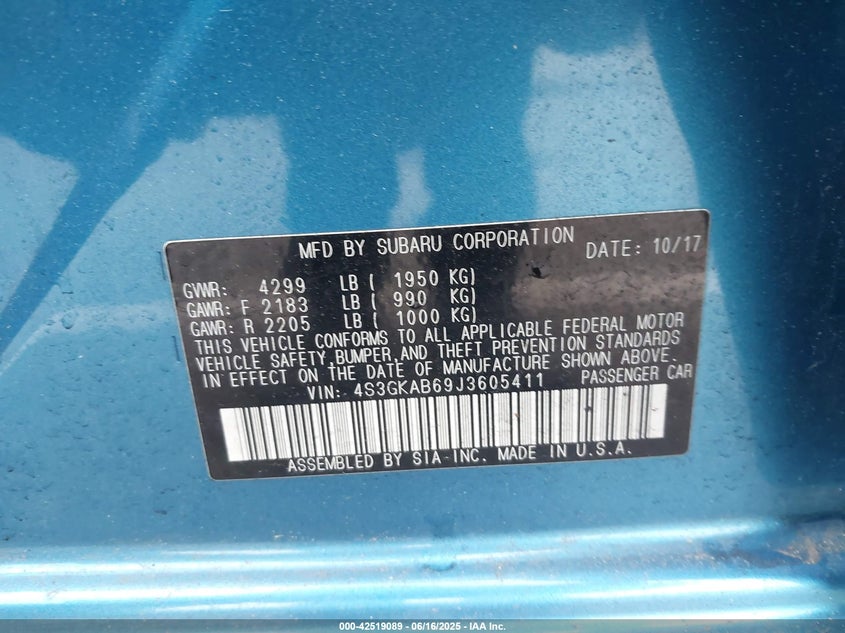 MFD BY SUBARU CORPORATION DATE: 10/17
GVWR: 4299 LB ( 1950 KG)
GAWR: F 2183 LB ( 990 KG)
GAWR: R 2205 LB ( 1000 KG)
THIS VEHICLE CONFORMS TO ALL APPLICABLE FEDERAL MOTOR
VEHICLE SAFETY,BUMPER,AND THEFT PREVENTION STANDARDS
IN EFFECT ON THE DATE OF MANUFACTURE SHOWN ABOVE.
VIN: 4S3GKAB69J3605411 PASSENGER CAR
ASSEMBLED BY SIA-INC. MADE IN U.S.A.
000-42519089 - 06/16/2025 - IAA Inc.